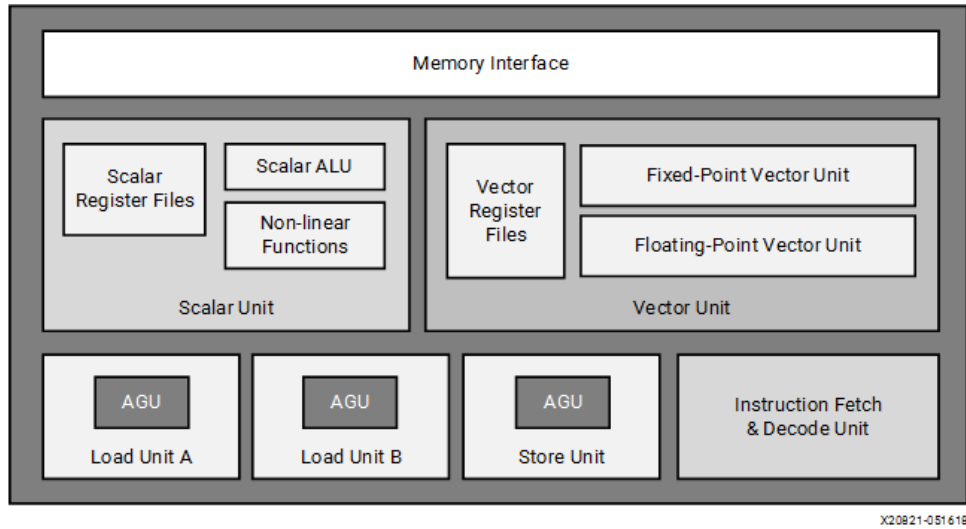 Memory Interface
Scalar
Register Files
Scalar ALU
Non-linear
Functions
Scalar Unit
Vector
Register
Files
Fixed-Point Vector Unit
Floating-Point Vector Unit
Vector Unit
AGU
Load Unit A
AGU
Load Unit B
AGU
Store Unit
Instruction Fetch
& Decode Unit
X20821-051618